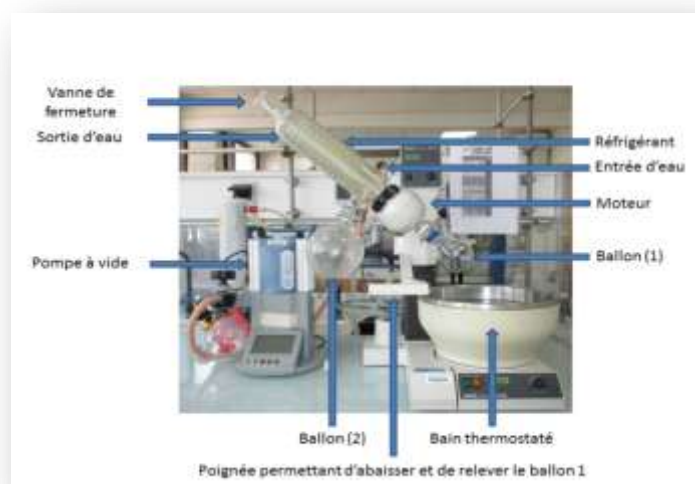 Vanne de
fermeture
Sortie d'eau
Réfrigérant
Entrée d'eau
Moteur
Pompe à vide
Ballon (1)
Ballon (2)
Bain thermostaté
Poignée permettant d'abaisser et de relever le ballon 1